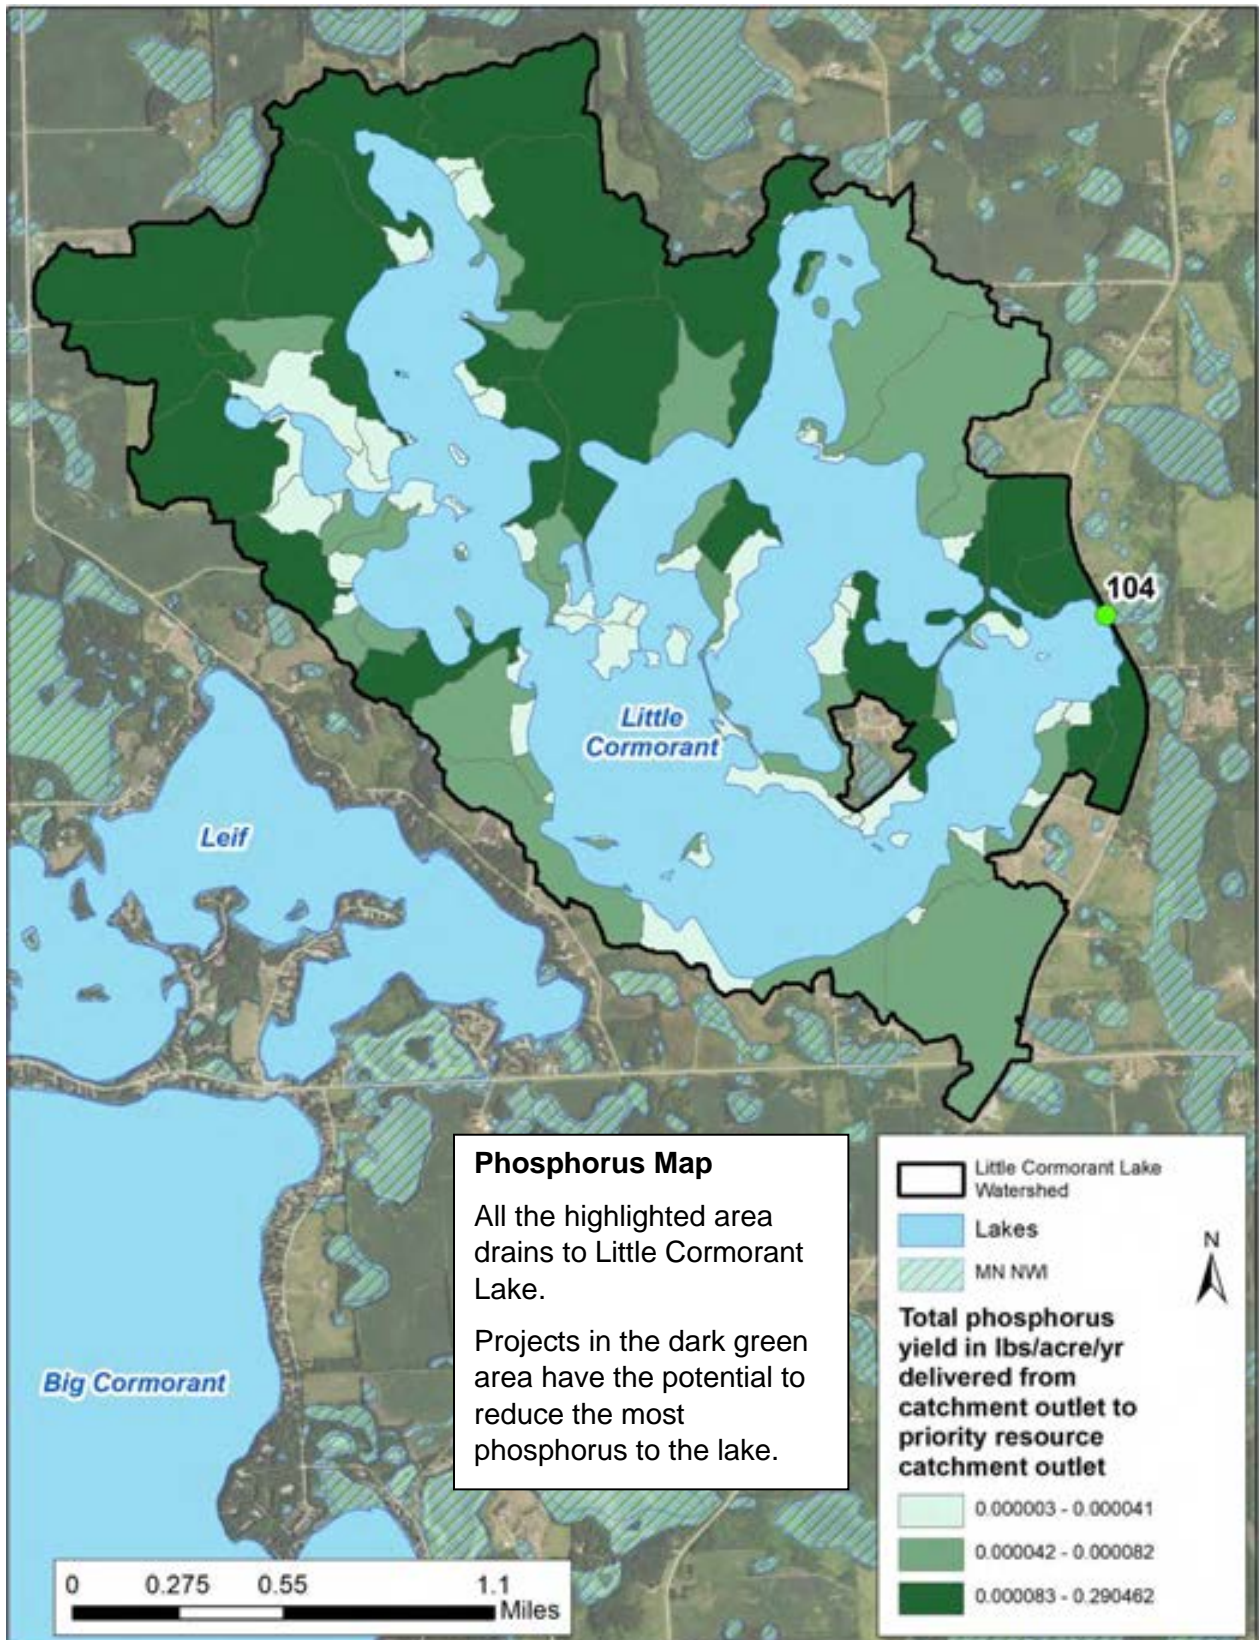 104
Little
Cormorant
Leif
Big Cormorant
Phosphorus Map
All the highlighted area
drains to Little Cormorant
Lake.
Projects in the dark green
area have the potential to
reduce the most
phosphorus to the lake.
Little Cormorant Lake
Watershed
Lakes
MN NWI
N
Total phosphorus
yield in lbs/acre/yr
delivered from
catchment outlet to
priority resource
catchment outlet
0.000003 - 0.000041
0.000042 - 0.000082
0.000083 - 0.290462
0 0.275 0.55 1.1
Miles